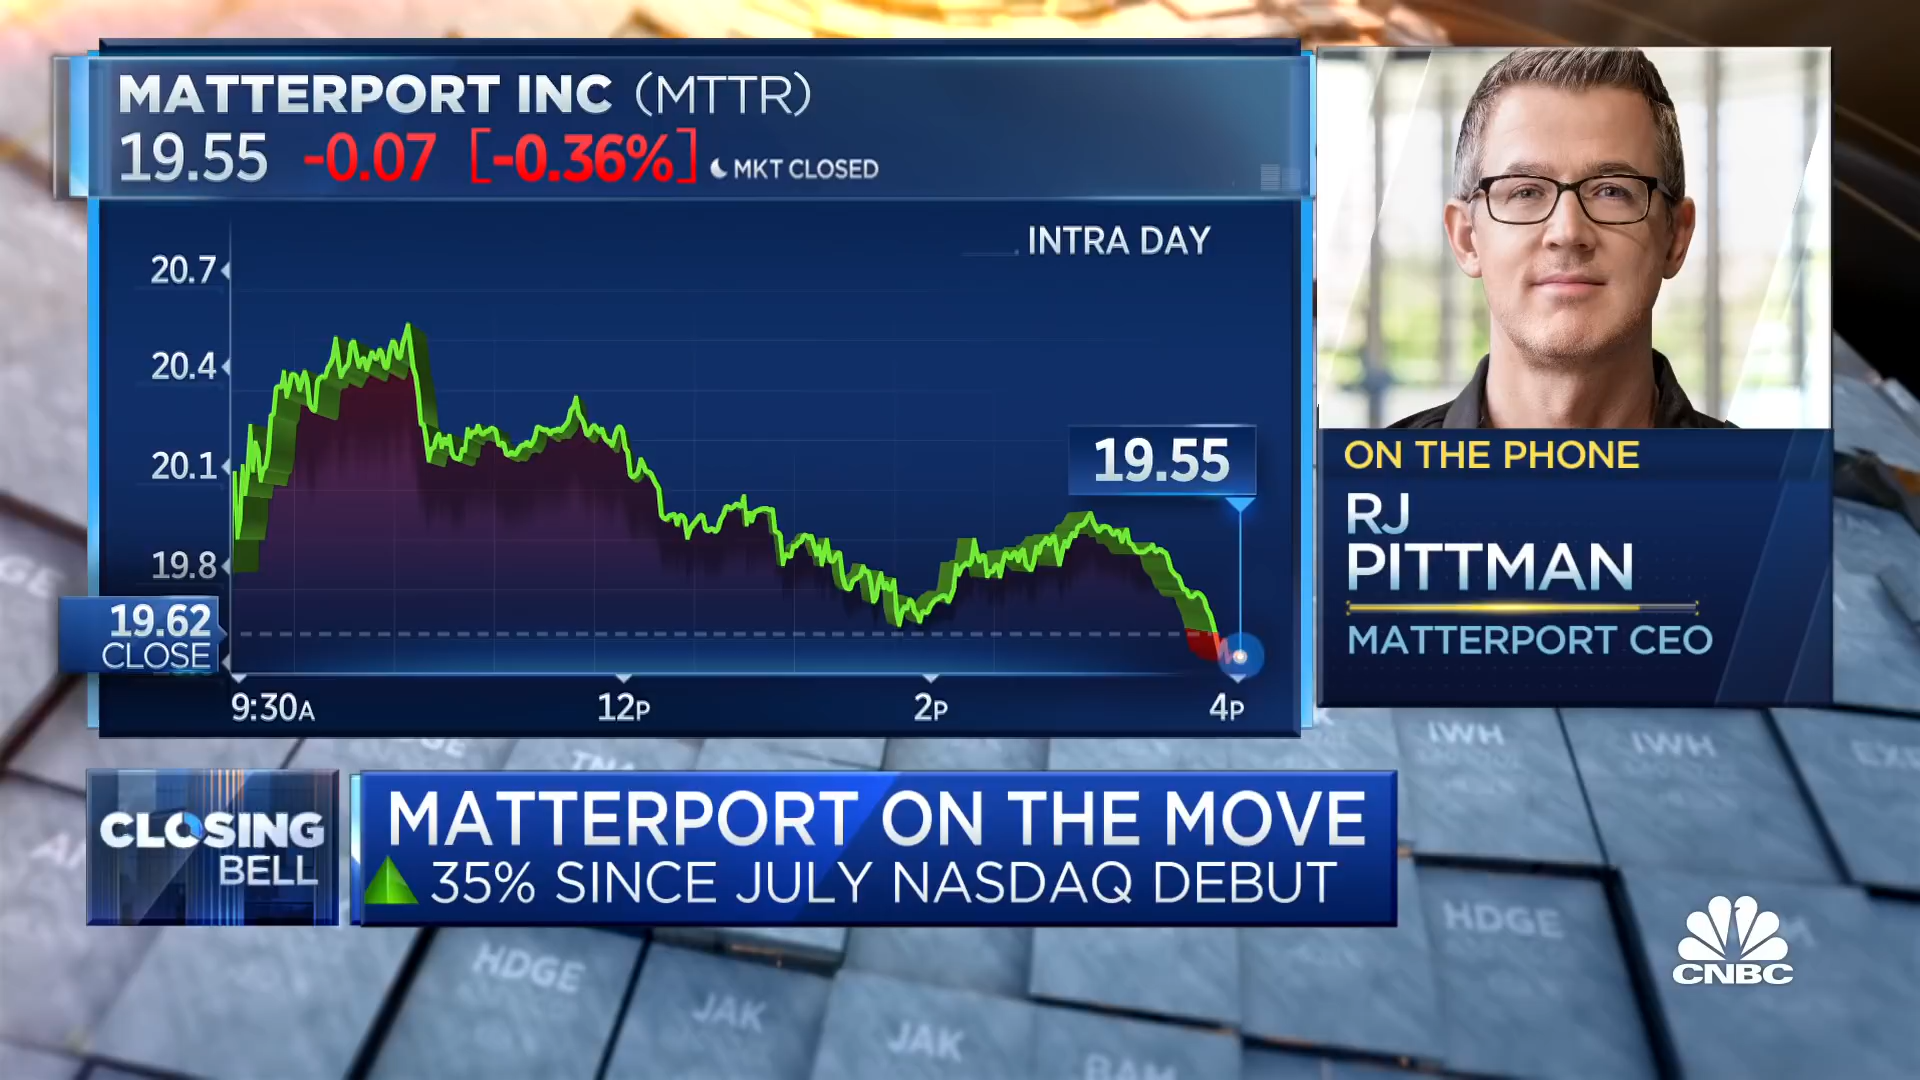 MATTERPORT INC (MTTR)
19.55 -0.07 [-0.36%] MKT CLOSED
INTRA DAY
20.7
20.4
20.1
19.8
19.62
CLOSE
19.55
9:30A 12P 2P 4P
ON THE PHONE
RJ
PITTMAN
MATTERPORT CEO
CLOSING
BELL
MATTERPORT ON THE MOVE
35% SINCE JULY NASDAQ DEBUT
CNBC
IWH
IWH
HDGE
HDGE
JAK
JAK
BAM